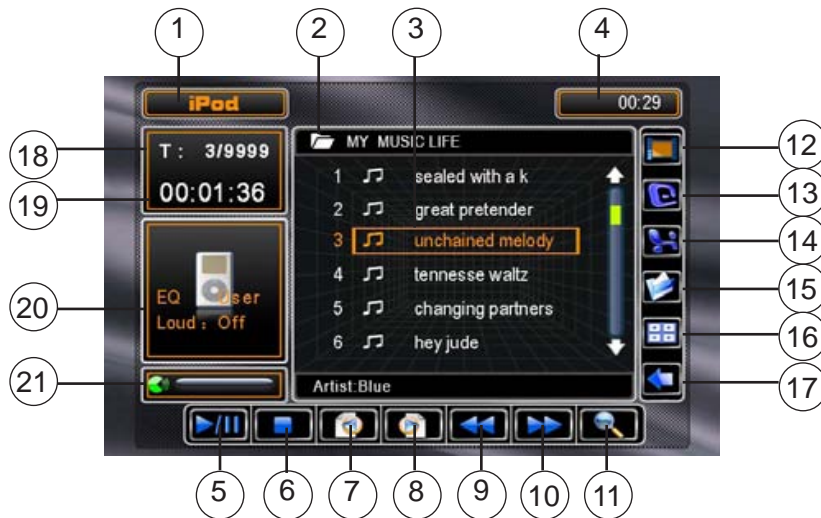 1
2
3
4
iPod
00:29
T : 3/9999
00:01:36
MY MUSIC LIFE
1 sealed with a k
2 great pretender
3 unchained melody
4 tennesse waltz
5 changing partners
6 hey jude
Artist:Blue
EQ User
Loud : Off
18
19
20
21
12
13
14
15
16
17
5
6
7
8
9
10
11